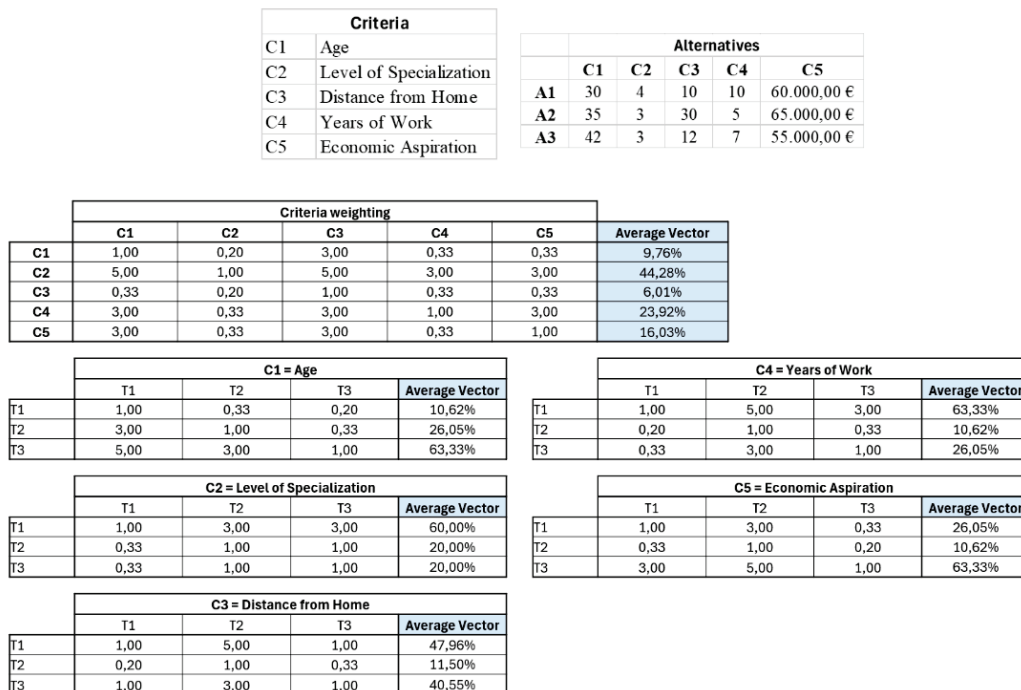 Criteria
C1 Age
C2 Level of Specialization
C3 Distance from Home
C4 Years of Work
C5 Economic Aspiration
Alternatives
C1 C2 C3 C4 C5
A1 30 4 10 10 60.000,00 €
A2 35 3 30 5 65.000,00 €
A3 42 3 12 7 55.000,00 €
Criteria weighting
C1 C2 C3 C4 C5 Average Vector
C1 1,00 0,20 3,00 0,33 0,33 9,76%
C2 5,00 1,00 5,00 3,00 3,00 44,28%
C3 0,33 0,20 1,00 0,33 0,33 6,01%
C4 3,00 0,33 3,00 1,00 3,00 23,92%
C5 3,00 0,33 3,00 0,33 1,00 16,03%
C1 = Age
T1 T2 T3 Average Vector
T1 1,00 0,33 0,20 10,62%
T2 3,00 1,00 0,33 26,05%
T3 5,00 3,00 1,00 63,33%
C4 = Years of Work
T1 T2 T3 Average Vector
T1 1,00 5,00 3,00 63,33%
T2 0,20 1,00 0,33 10,62%
T3 0,33 3,00 1,00 26,05%
C2 = Level of Specialization
T1 T2 T3 Average Vector
T1 1,00 3,00 3,00 60,00%
T2 0,33 1,00 1,00 20,00%
T3 0,33 1,00 1,00 20,00%
C5 = Economic Aspiration
T1 T2 T3 Average Vector
T1 1,00 3,00 0,33 26,05%
T2 0,33 1,00 0,20 10,62%
T3 3,00 5,00 1,00 63,33%
C3 = Distance from Home
T1 T2 T3 Average Vector
T1 1,00 5,00 1,00 47,96%
T2 0,20 1,00 0,33 11,50%
T3 1,00 3,00 1,00 40,55%